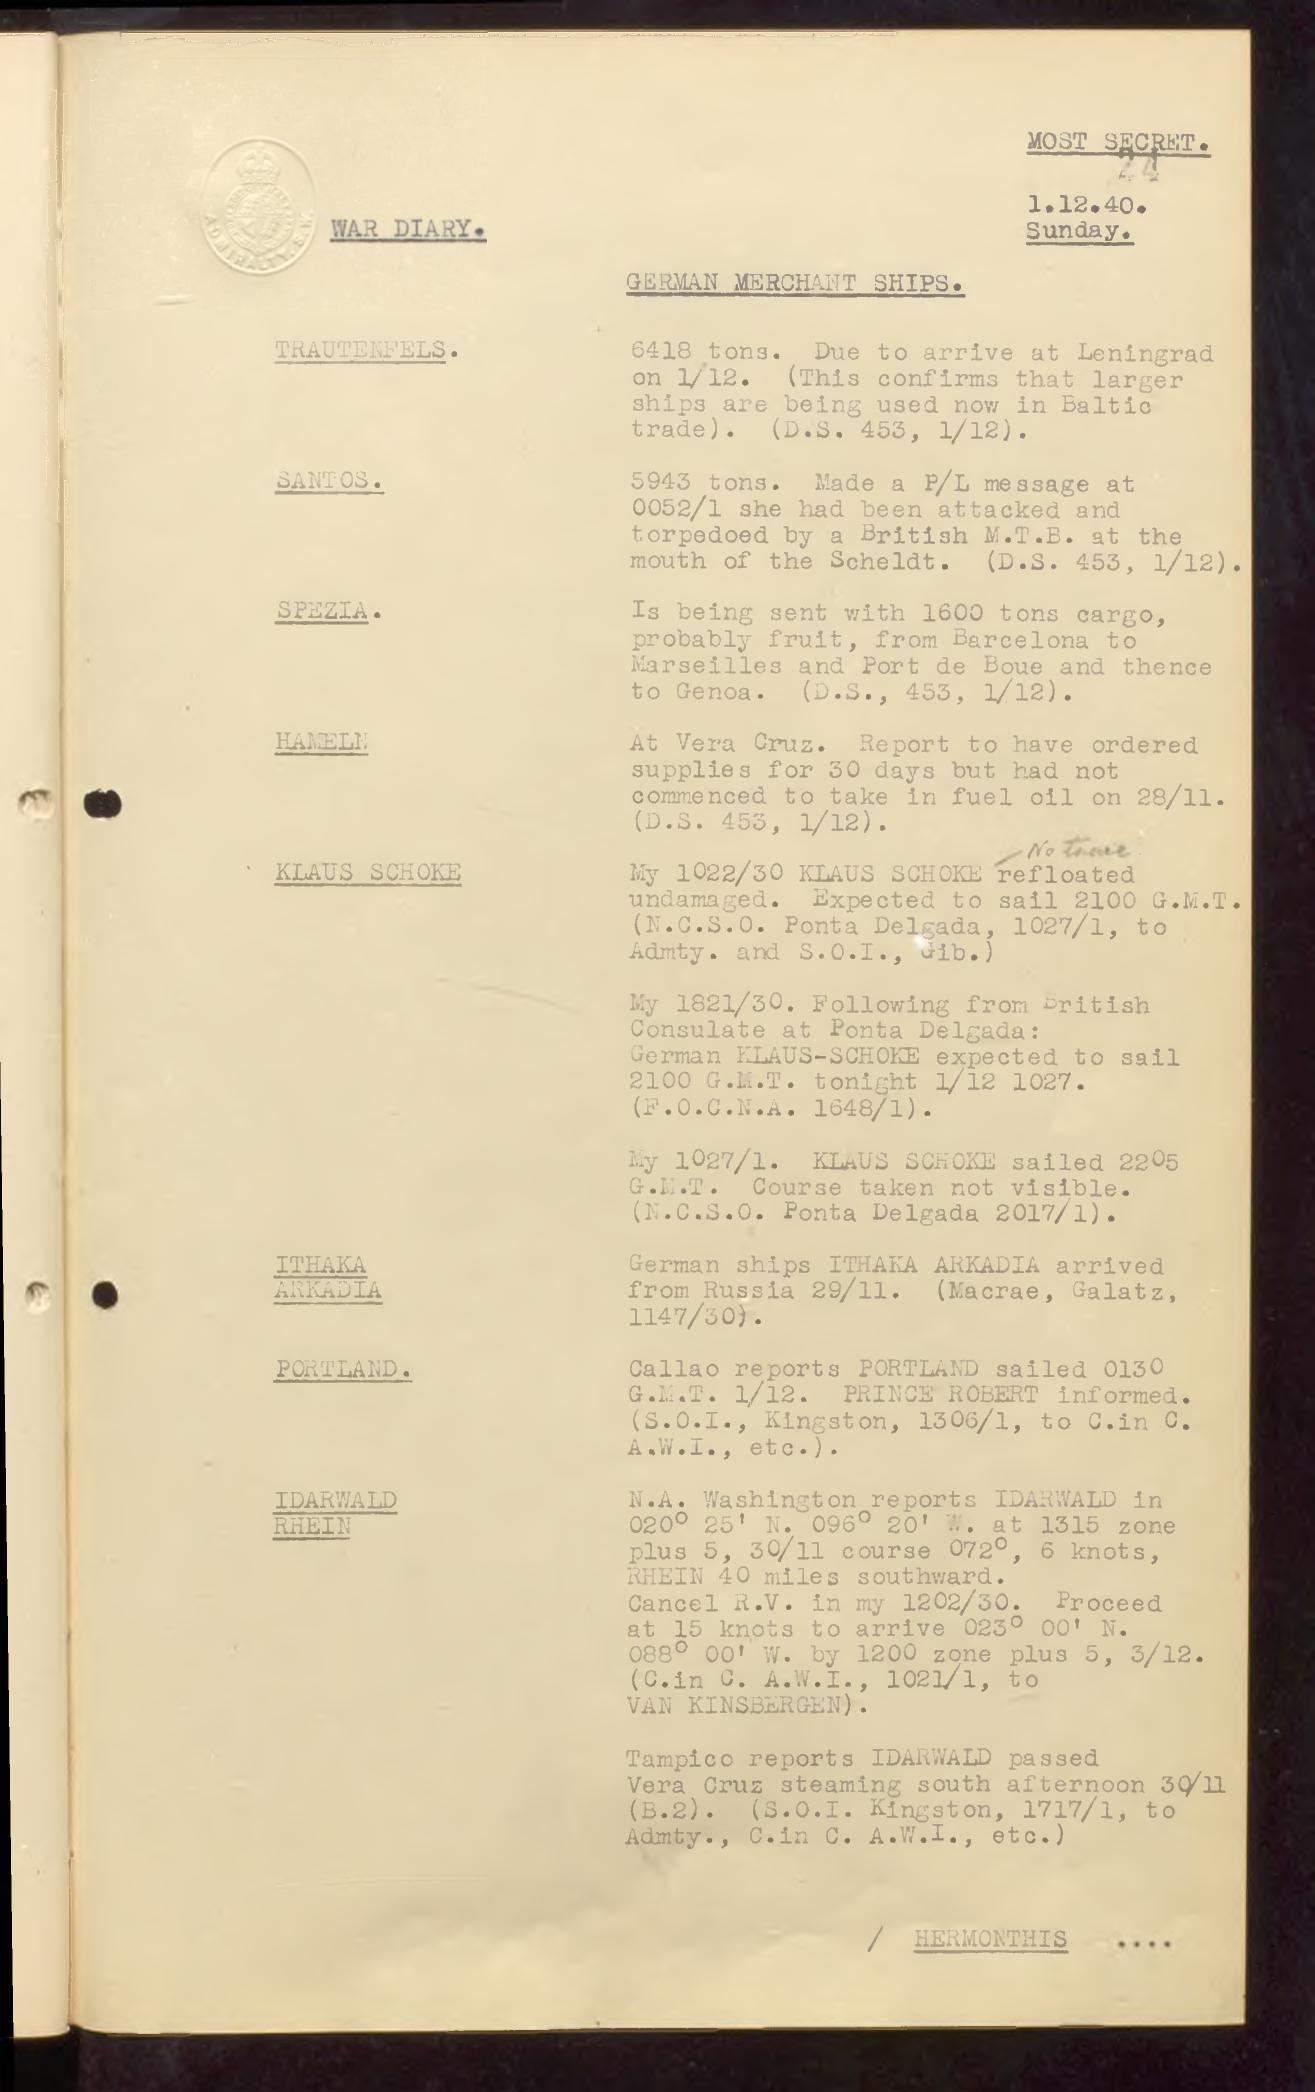 MOST SECRET.
24
1.12.40.
Sunday.
ADMIRALTY. S.W.
WAR DIARY.
GERMAN MERCHANT SHIPS.
TRAUTENFELS.
6418 tons. Due to arrive at Leningrad
on 1/12. (This confirms that larger
ships are being used now in Baltic
trade). (D.S. 453, 1/12).
SANTOS.
5943 tons. Made a P/L message at
0052/1 she had been attacked and
torpedoed by a British M.T.B. at the
mouth of the Scheldt. (D.S. 453, 1/12).
SPEZIA.
Is being sent with 1600 tons cargo,
probably fruit, from Barcelona to
Marseilles and Port de Boue and thence
to Genoa. (D.S., 453, 1/12).
HAMELN
At Vera Cruz. Report to have ordered
supplies for 30 days but had not
commenced to take in fuel oil on 28/11.
(D.S. 453, 1/12).
No trace
KLAUS SCHOKE
My 1022/30 KLAUS SCHOKE refloated
undamaged. Expected to sail 2100 G.M.T.
(N.C.S.O. Ponta Delgada, 1027/1, to
Admty. and S.O.I., Gib.)
My 1821/30. Following from British
Consulate at Ponta Delgada:
German KLAUS-SCHOKE expected to sail
2100 G.M.T. tonight 1/12 1027.
(F.O.C.N.A. 1648/1).
My 1027/1. KLAUS SCHOKE sailed 2205
G.M.T. Course taken not visible.
(N.C.S.O. Ponta Delgada 2017/1).
ITHAKA
ARKADIA
German ships ITHAKA ARKADIA arrived
from Russia 29/11. (Macrae, Galatz,
1147/30).
PORTLAND.
Callao reports PORTLAND sailed 0130
G.M.T. 1/12. PRINCE ROBERT informed.
(S.O.I., Kingston, 1306/1, to C.in C.
A.W.I., etc.).
IDARWALD
RHEIN
N.A. Washington reports IDARWALD in
020° 25' N. 096° 20' W. at 1315 zone
plus 5, 30/11 course 072°, 6 knots,
RHEIN 40 miles southward.
Cancel R.V. in my 1202/30. Proceed
at 15 knots to arrive 023° 00' N.
088° 00' W. by 1200 zone plus 5, 3/12.
(C.in C. A.W.I., 1021/1, to
VAN KINSBERGEN).
Tampico reports IDARWALD passed
Vera Cruz steaming south afternoon 30/11
(B.2). (S.O.I. Kingston, 1717/1, to
Admty., C.in C. A.W.I., etc.)
/ HERMONTHIS ....